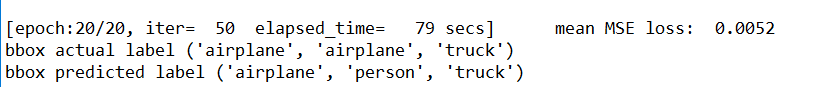 [epoch:20/20, iter=  50  elapsed_time=   79 secs]      mean MSE loss:  0.0052
bbox actual label ('airplane', 'airplane', 'truck')
bbox predicted label ('airplane', 'person', 'truck')